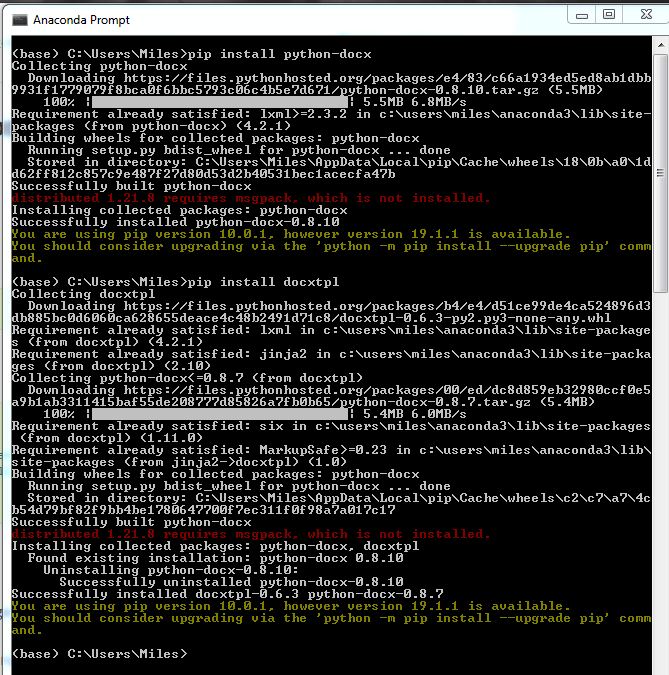 Anaconda Prompt
(base) C:\Users\Miles>pip install python-docx
Collecting python-docx
  Downloading https://files.pythonhosted.org/packages/e4/83/c66a1934ed5ed8ab1dbb
9931f1779079f8bca0f6bbc5793c06c4b5e7d671/python-docx-0.8.10.tar.gz (5.5MB)
    100% |████████████████████████████████| 5.5MB 6.8MB/s
Requirement already satisfied: lxml>=2.3.2 in c:\users\miles\anaconda3\lib\site-
packages (from python-docx) (4.2.1)
Building wheels for collected packages: python-docx
  Running setup.py bdist_wheel for python-docx ... done
  Stored in directory: C:\Users\Miles\AppData\Local\pip\Cache\wheels\18\0b\a0\1d
d62ff812c857c9e487f27d80d53d2b40531bec1acecfa47b
Successfully built python-docx
distributed 1.21.8 requires msgpack, which is not installed.
Installing collected packages: python-docx
Successfully installed python-docx-0.8.10
You are using pip version 10.0.1, however version 19.1.1 is available.
You should consider upgrading via the 'python -m pip install --upgrade pip' comm
and.
(base) C:\Users\Miles>pip install docxtpl
Collecting docxtpl
  Downloading https://files.pythonhosted.org/packages/b4/e4/d51ce99de4ca524896d3
db885bc0d6060ca628655deace4c48b2491d71c8/docxtpl-0.6.3-py2.py3-none-any.whl
Requirement already satisfied: lxml in c:\users\miles\anaconda3\lib\site-package
s (from docxtpl) (4.2.1)
Requirement already satisfied: jinja2 in c:\users\miles\anaconda3\lib\site-packa
ges (from docxtpl) (2.10)
Collecting python-docx<=0.8.7 (from docxtpl)
  Downloading https://files.pythonhosted.org/packages/00/ed/dc8d859eb32980ccf0e5
a9b1ab3311415baf55de208777d85826a7fb0b65/python-docx-0.8.7.tar.gz (5.4MB)
    100% |████████████████████████████████| 5.4MB 6.0MB/s
Requirement already satisfied: six in c:\users\miles\anaconda3\lib\site-packages
 (from docxtpl) (1.11.0)
Requirement already satisfied: MarkupSafe>=0.23 in c:\users\miles\anaconda3\lib\
site-packages (from jinja2->docxtpl) (1.0)
Building wheels for collected packages: python-docx
  Running setup.py bdist_wheel for python-docx ... done
  Stored in directory: C:\Users\Miles\AppData\Local\pip\Cache\wheels\c2\c7\a7\4c
b54d79bf82f9bb4be1780647700f7ec311f0f98a7a017c17
Successfully built python-docx
distributed 1.21.8 requires msgpack, which is not installed.
Installing collected packages: python-docx, docxtpl
  Found existing installation: python-docx 0.8.10
    Uninstalling python-docx-0.8.10:
      Successfully uninstalled python-docx-0.8.10
Successfully installed docxtpl-0.6.3 python-docx-0.8.7
You are using pip version 10.0.1, however version 19.1.1 is available.
You should consider upgrading via the 'python -m pip install --upgrade pip' comm
and.
(base) C:\Users\Miles>